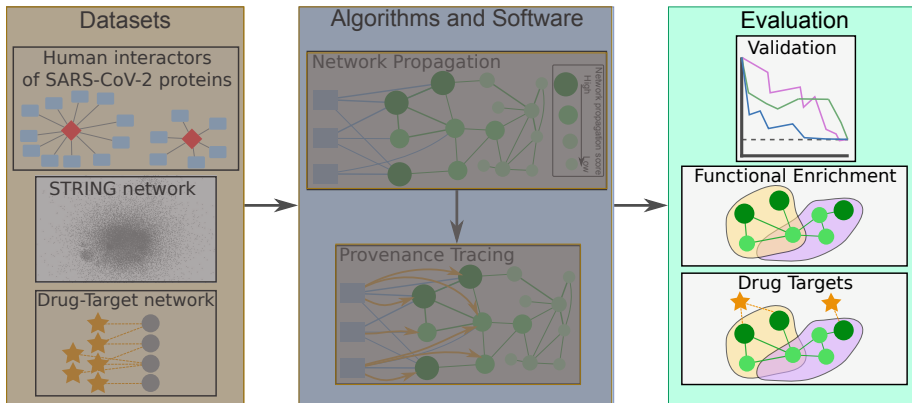 Datasets
Human interactors
of SARS-CoV-2 proteins
STRING network
Drug-Target network
Algorithms and Software
Network Propagation
High
Low
Network propagation score
Provenance Tracing
Evaluation
Validation
Functional Enrichment
Drug Targets